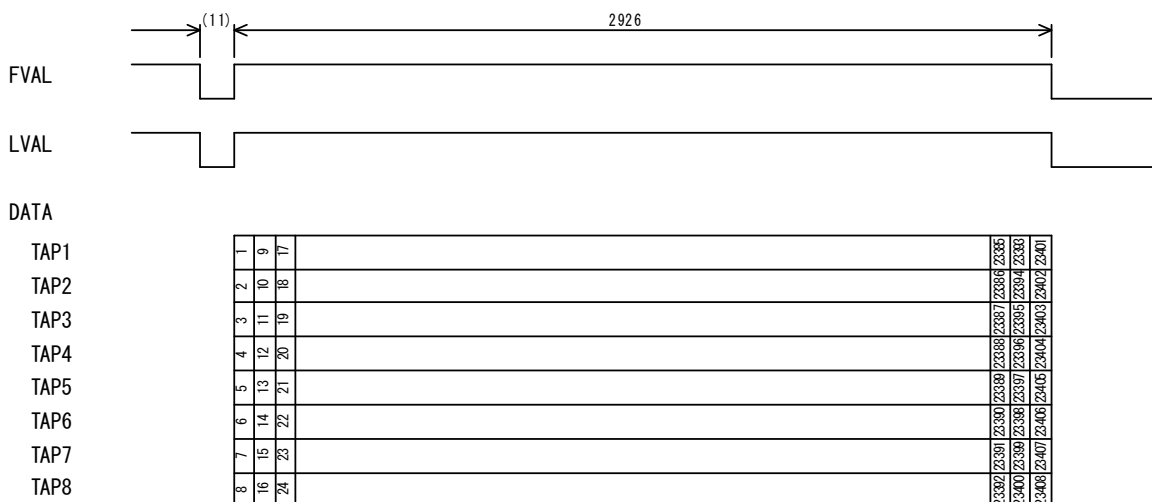 (11) 2926
FVAL
LVAL
DATA
TAP1 1 9 17 23385 23393 23401
TAP2 2 10 18 23386 23394 23402
TAP3 3 11 19 23387 23395 23403
TAP4 4 12 20 23388 23396 23404
TAP5 5 13 21 23389 23397 23405
TAP6 6 14 22 23390 23398 23406
TAP7 7 15 23 23391 23399 23407
TAP8 8 16 24 23392 23400 23408